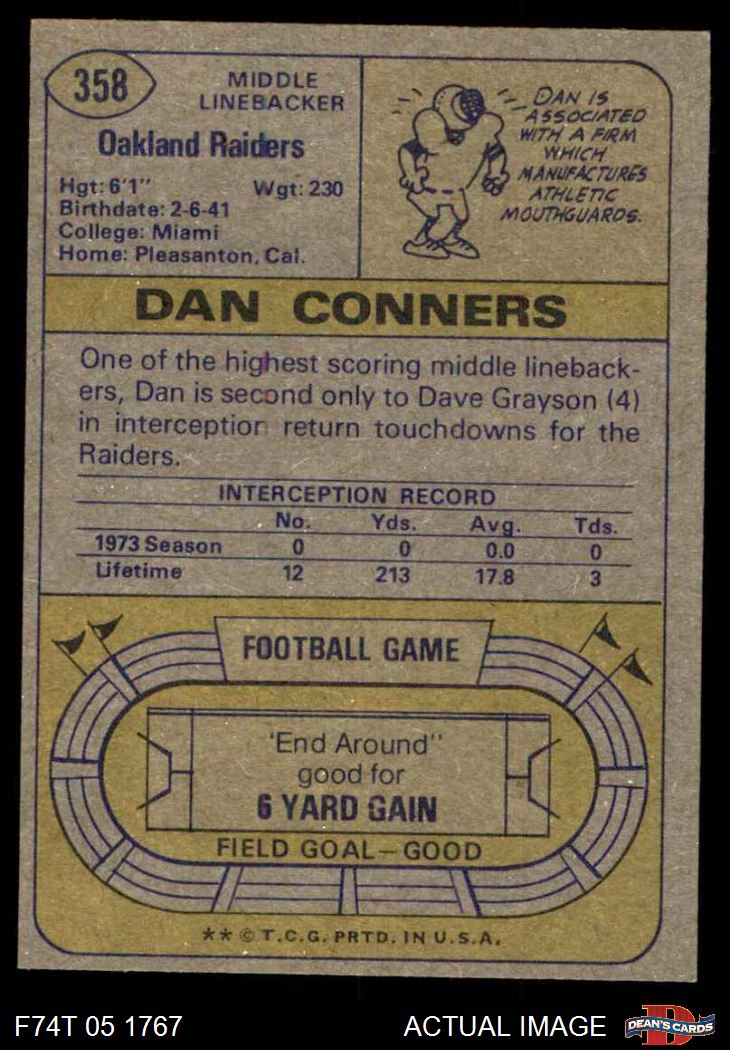 358
MIDDLE
LINEBACKER
Oakland Raiders
Hgt: 6'1" Wgt: 230
Birthdate: 2-6-41
College: Miami
Home: Pleasanton, Cal.
DAN IS
ASSOCIATED
WITH A FIRM
WHICH
MANUFACTURES
ATHLETIC
MOUTHGUARDS.
DAN CONNERS
One of the highest scoring middle lineback-
ers, Dan is second only to Dave Grayson (4)
in interception return touchdowns for the
Raiders.
INTERCEPTION RECORD
No. Yds. Avg. Tds.
1973 Season 0 0 0.0 0
Lifetime 12 213 17.8 3
FOOTBALL GAME
'End Around"
good for
6 YARD GAIN
FIELD GOAL—GOOD
** © T.C.G. PRTD. IN U.S.A.
F74T 05 1767 ACTUAL IMAGE DEAN'S CARDS